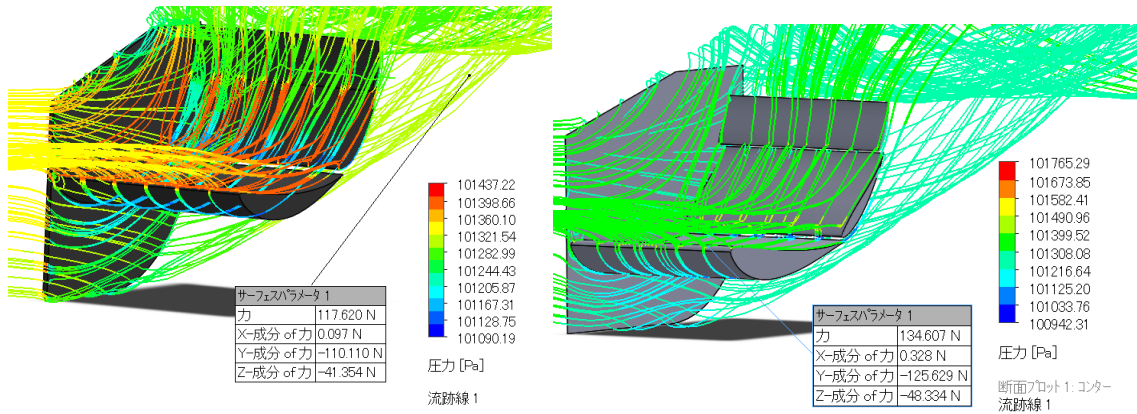 101437.22
101398.66
101360.10
101321.54
101282.99
101244.43
101205.87
101167.31
101128.75
101090.19
圧力 [Pa]
流跡線 1
サーフェスパラメータ 1
力 117.620 N
X-成分 of 力 0.097 N
Y-成分 of 力 -110.110 N
Z-成分 of 力 -41.354 N
101765.29
101673.85
101582.41
101490.96
101399.52
101308.08
101216.64
101125.20
101033.76
100942.31
圧力 [Pa]
断面プロット 1: コンター
流跡線 1
サーフェスパラメータ 1
力 134.607 N
X-成分 of 力 0.328 N
Y-成分 of 力 -125.629 N
Z-成分 of 力 -48.334 N